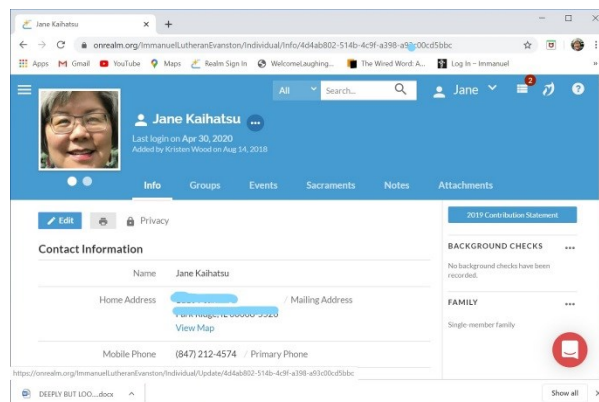 Jane Kaihatsu
onrealm.org/ImmanuelLutheranEvanston/Individual/Info/4d4ab802-514b-4c9f-a398-a93c00cd5bbc
Apps Gmail YouTube Maps Realm Sign In WelcomeLaughing... The Wired Word: A... Log In – Immanuel »
All Search... Jane 2 ?
Jane Kaihatsu ...
Last login on Apr 30, 2020
Added by Kristen Wood on Aug 14, 2018
Info Groups Events Sacraments Notes Attachments
Edit Privacy
2019 Contribution Statement
Contact Information
BACKGROUND CHECKS ...
No background checks have been
recorded.
Name Jane Kaihatsu
Home Address / Mailing Address
View Map
FAMILY ...
Single-member family
Mobile Phone (847) 212-4574 / Primary Phone
https://onrealm.org/ImmanuelLutheranEvanston/Individual/Update/4d4ab802-514b-4c9f-a398-a93c00cd5bbc
DEEPLY BUT LOO....docx Show all